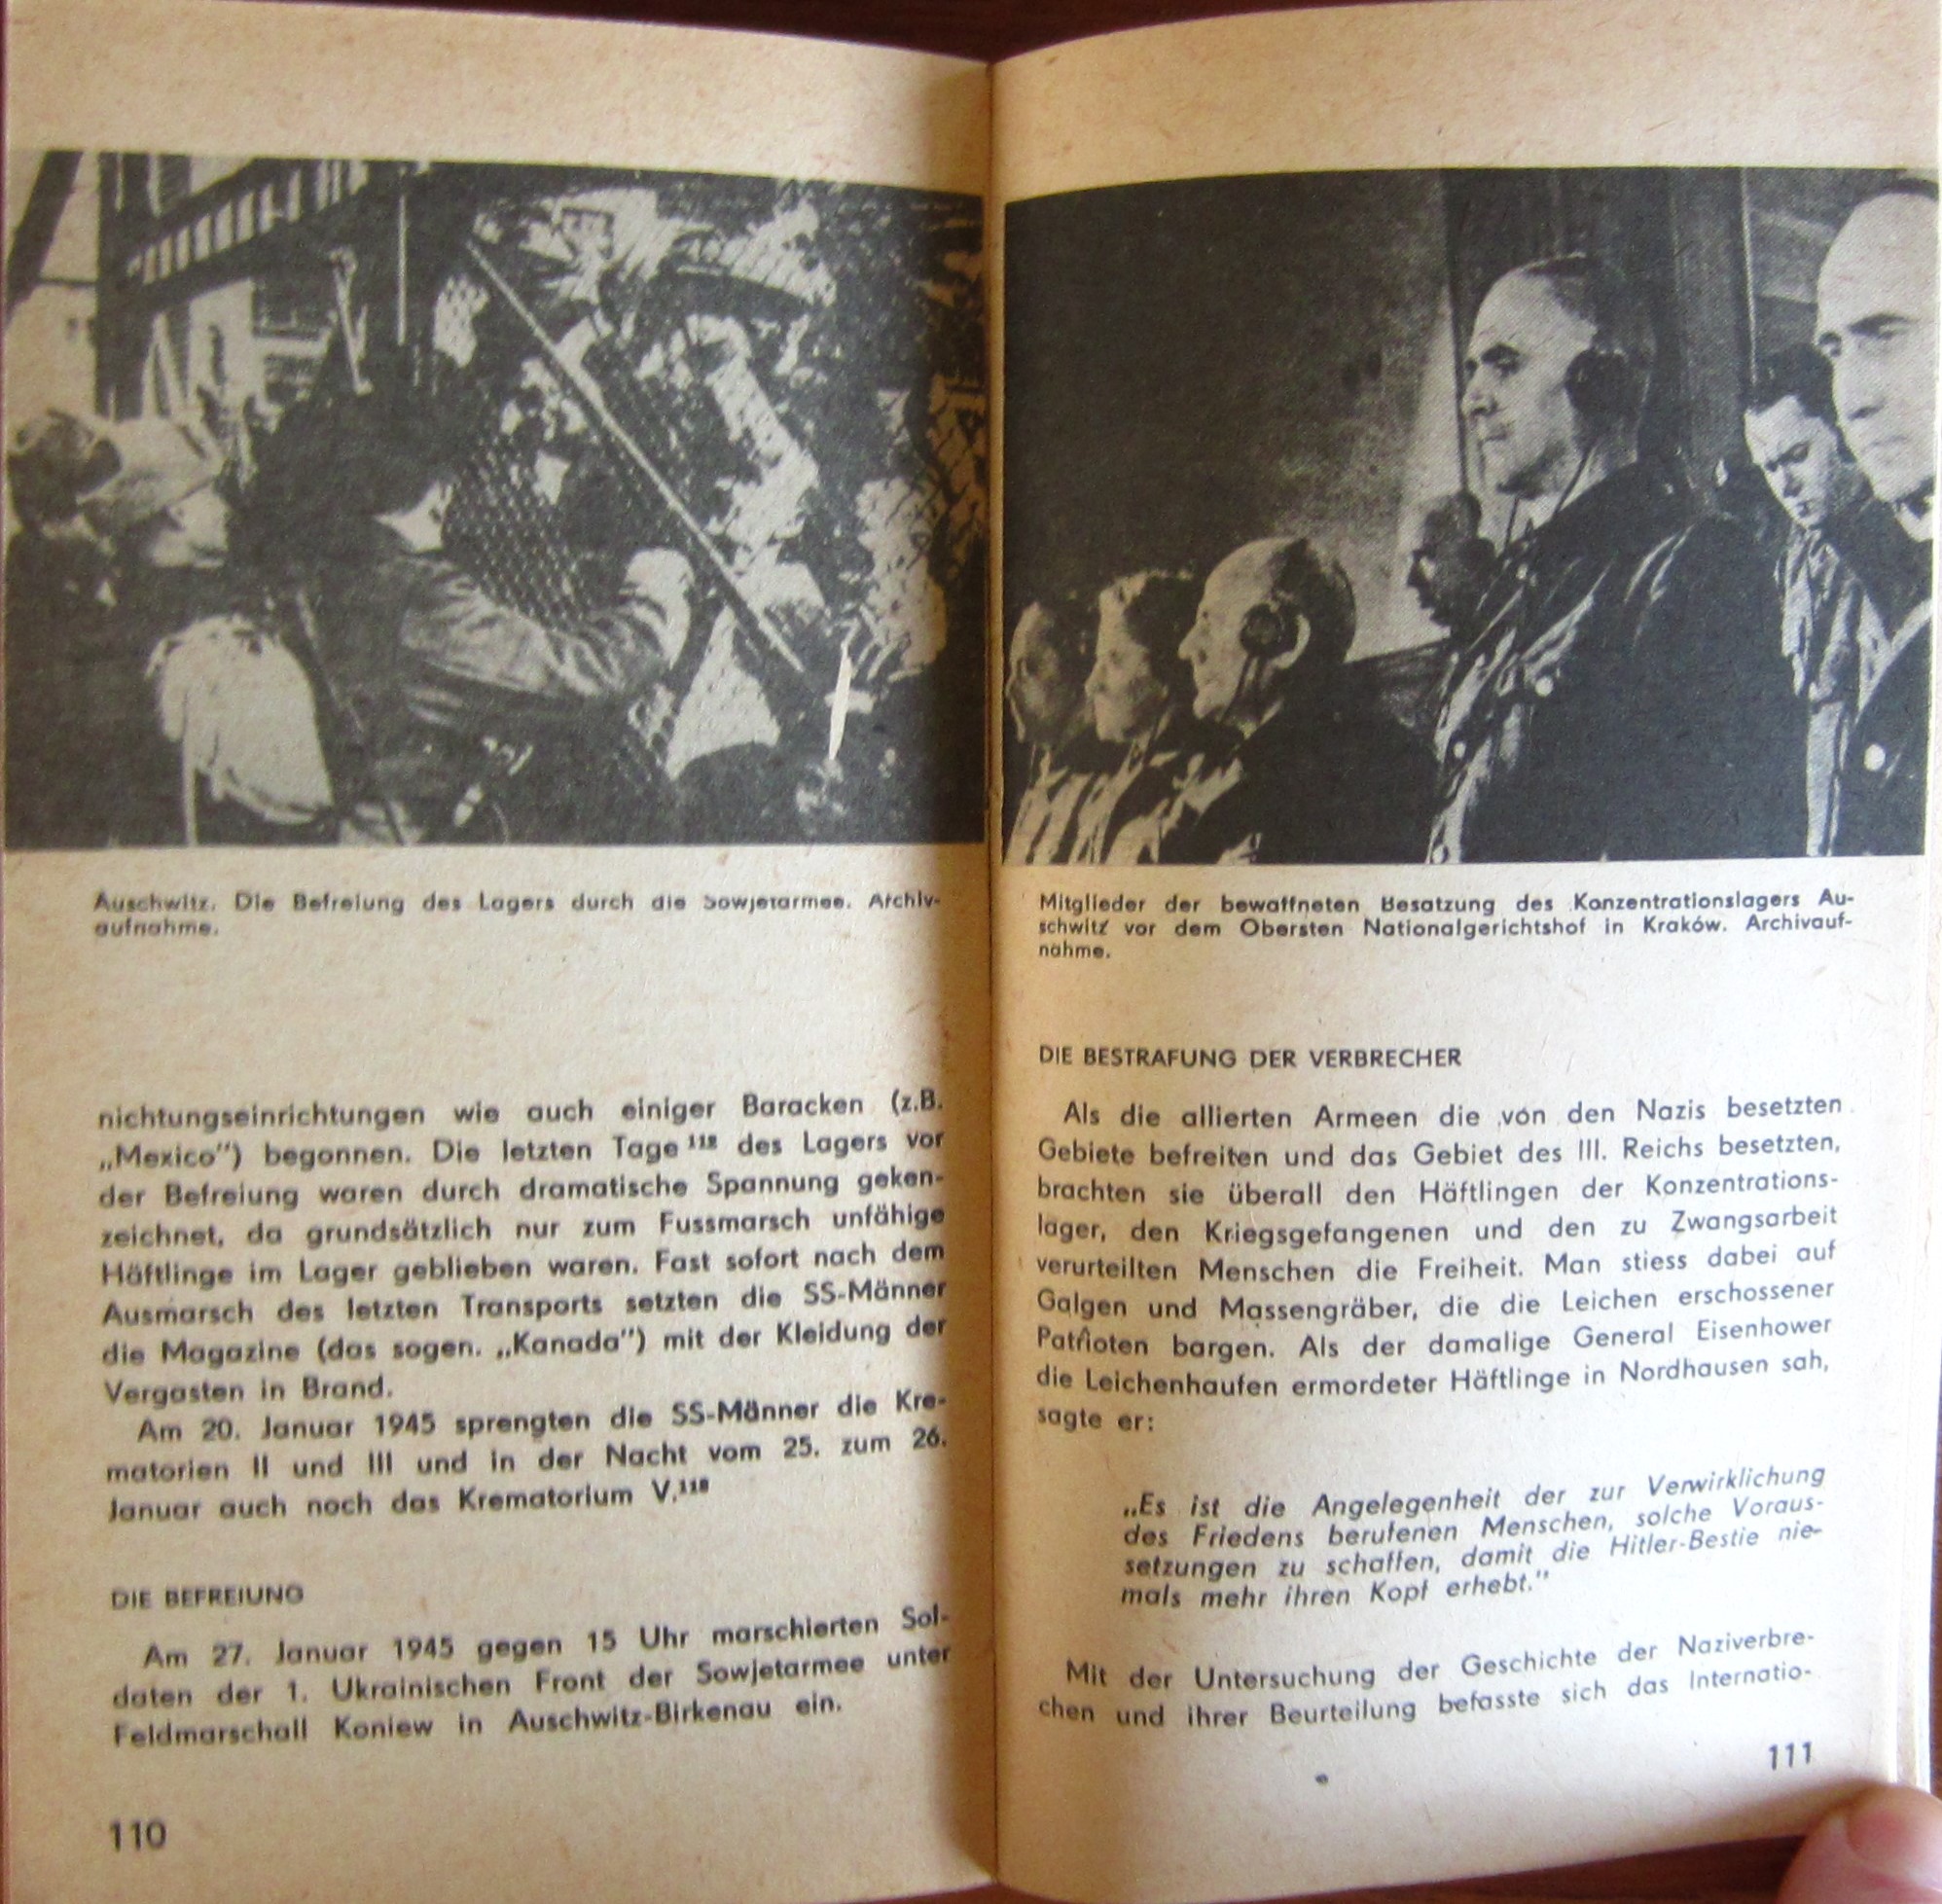 Auschwitz. Die Befreiung des Lagers durch die Sowjetarmee. Archiv-
aufnahme.
nichtungseinrichtungen wie auch einiger Baracken (z.B.
„Mexico") begonnen. Die letzten Tage ¹¹² des Lagers vor
der Befreiung waren durch dramatische Spannung geken-
zeichnet, da grundsätzlich nur zum Fussmarsch unfähige
Häftlinge im Lager geblieben waren. Fast sofort nach dem
Ausmarsch des letzten Transports setzten die SS-Männer
die Magazine (das sogen. „Kanada") mit der Kleidung der
Vergasten in Brand.
Am 20. Januar 1945 sprengten die SS-Männer die Kre-
matorien II und III und in der Nacht vom 25. zum 26.
Januar auch noch das Krematorium V.¹¹³
DIE BEFREIUNG
Am 27. Januar 1945 gegen 15 Uhr marschierten Sol-
daten der 1. Ukrainischen Front der Sowjetarmee unter
Feldmarschall Koniew in Auschwitz-Birkenau ein.
110
Mitglieder der bewaffneten Besatzung des Konzentrationslagers Au-
schwitz vor dem Obersten Nationalgerichtshof in Kraków. Archivauf-
nahme.
DIE BESTRAFUNG DER VERBRECHER
Als die allierten Armeen die von den Nazis besetzten
Gebiete befreiten und das Gebiet des III. Reichs besetzten,
brachten sie überall den Häftlingen der Konzentrations-
lager, den Kriegsgefangenen und den zu Zwangsarbeit
verurteilten Menschen die Freiheit. Man stiess dabei auf
Galgen und Massengräber, die die Leichen erschossener
Patrioten bargen. Als der damalige General Eisenhower
die Leichenhaufen ermordeter Häftlinge in Nordhausen sah,
sagte er:
„Es ist die Angelegenheit der zur Verwirklichung
des Friedens berufenen Menschen, solche Voraus-
setzungen zu schaffen, damit die Hitler-Bestie nie-
mals mehr ihren Kopf erhebt."
Mit der Untersuchung der Geschichte der Naziverbre-
chen und ihrer Beurteilung befasste sich das Internatio-
111